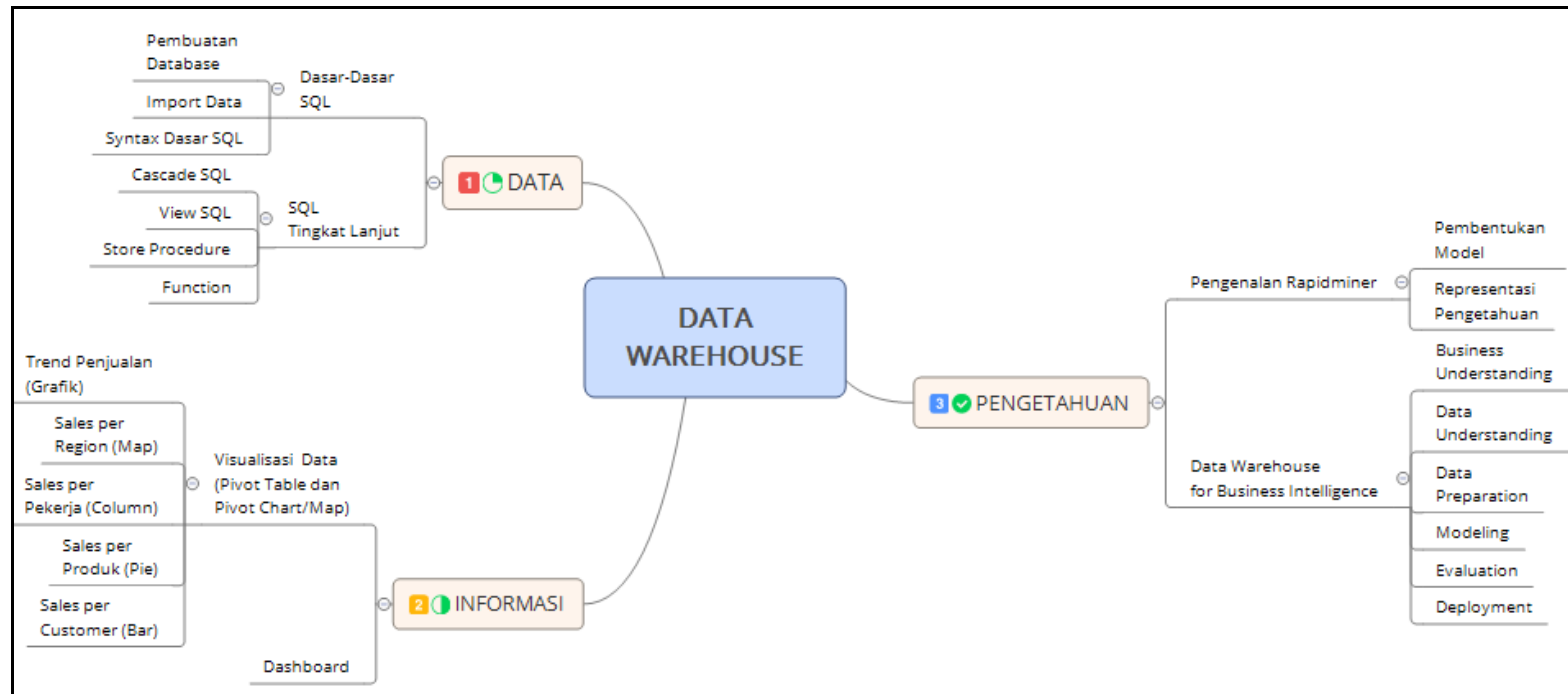 DATA
WAREHOUSE
1 DATA
Dasar-Dasar
SQL
Pembuatan
Database
Import Data
Syntax Dasar SQL
SQL
Tingkat Lanjut
Cascade SQL
View SQL
Store Procedure
Function
2 INFORMASI
Visualisasi Data
(Pivot Table dan
Pivot Chart/Map)
Trend Penjualan
(Grafik)
Sales per
Region (Map)
Sales per
Pekerja (Column)
Sales per
Produk (Pie)
Sales per
Customer (Bar)
Dashboard
3 PENGETAHUAN
Pengenalan Rapidminer
Pembentukan
Model
Representasi
Pengetahuan
Data Warehouse
for Business Intelligence
Business
Understanding
Data
Understanding
Data
Preparation
Modeling
Evaluation
Deployment